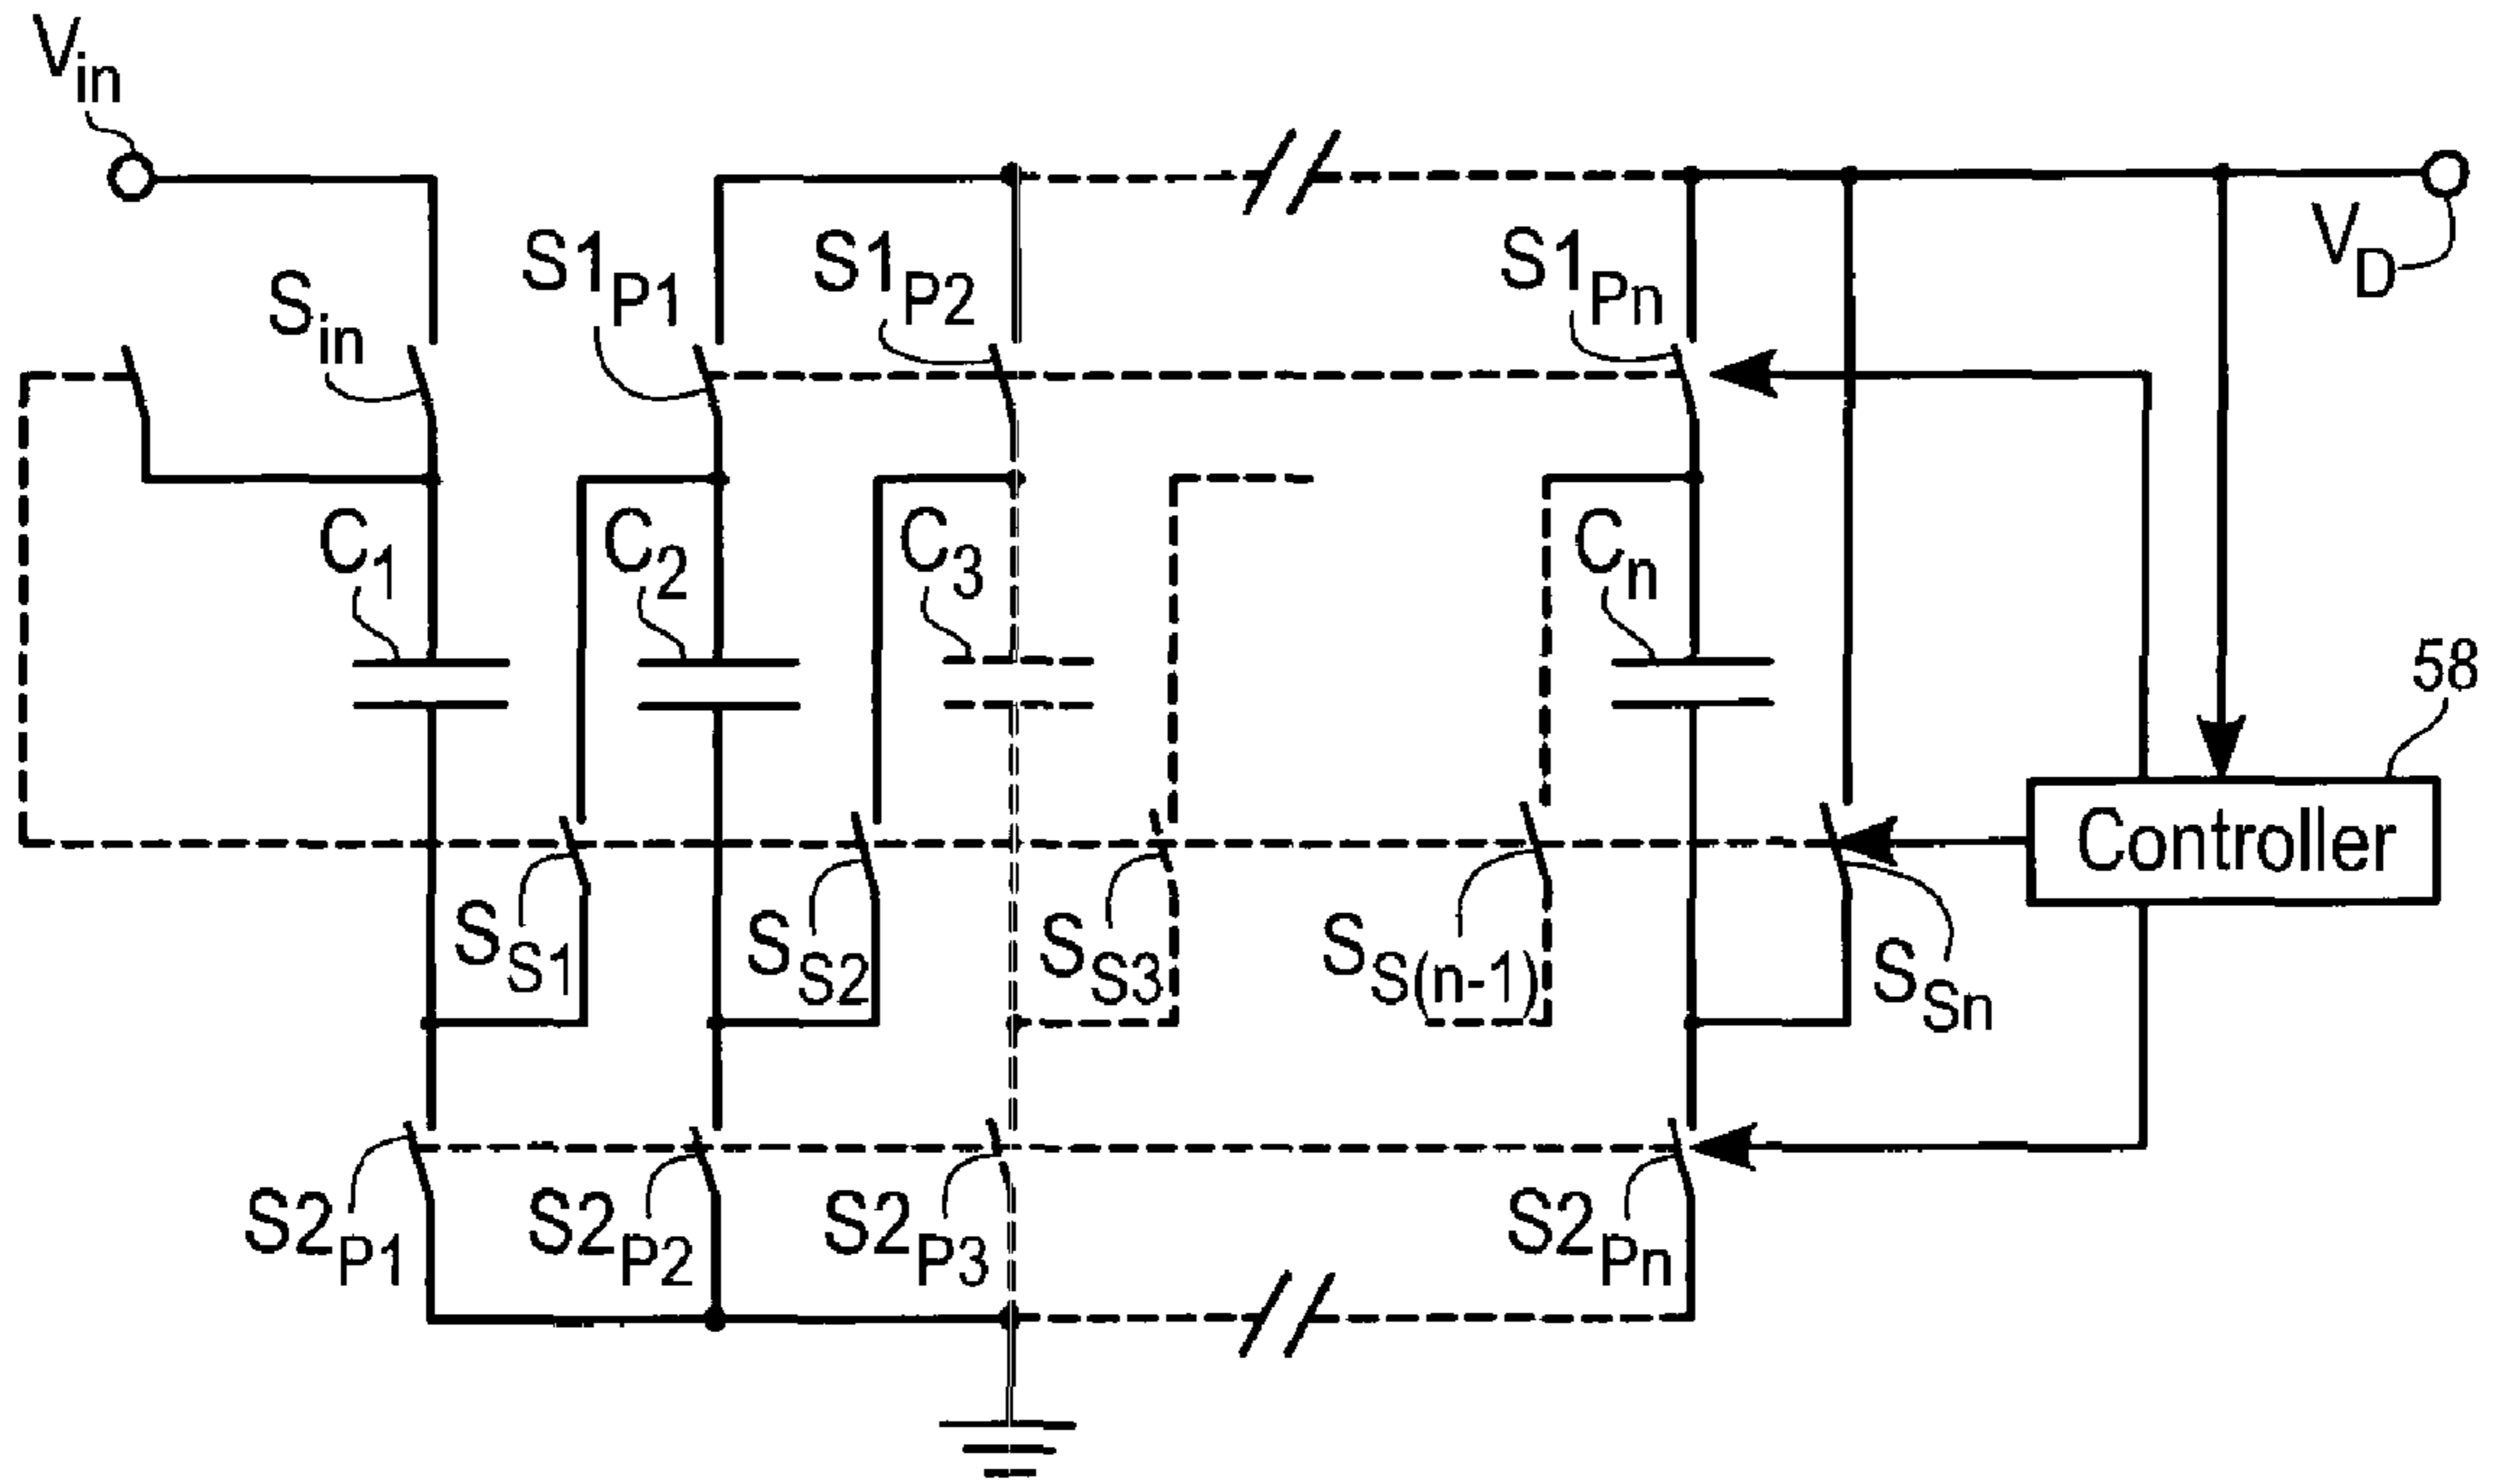 Vin
Sin
S1P1
S1P2
S1Pn
VD
C1
C2
C3
Cn
58
Controller
SS1
SS2
SS3
SS(n-1)
SSn
S2P1
S2P2
S2P3
S2Pn